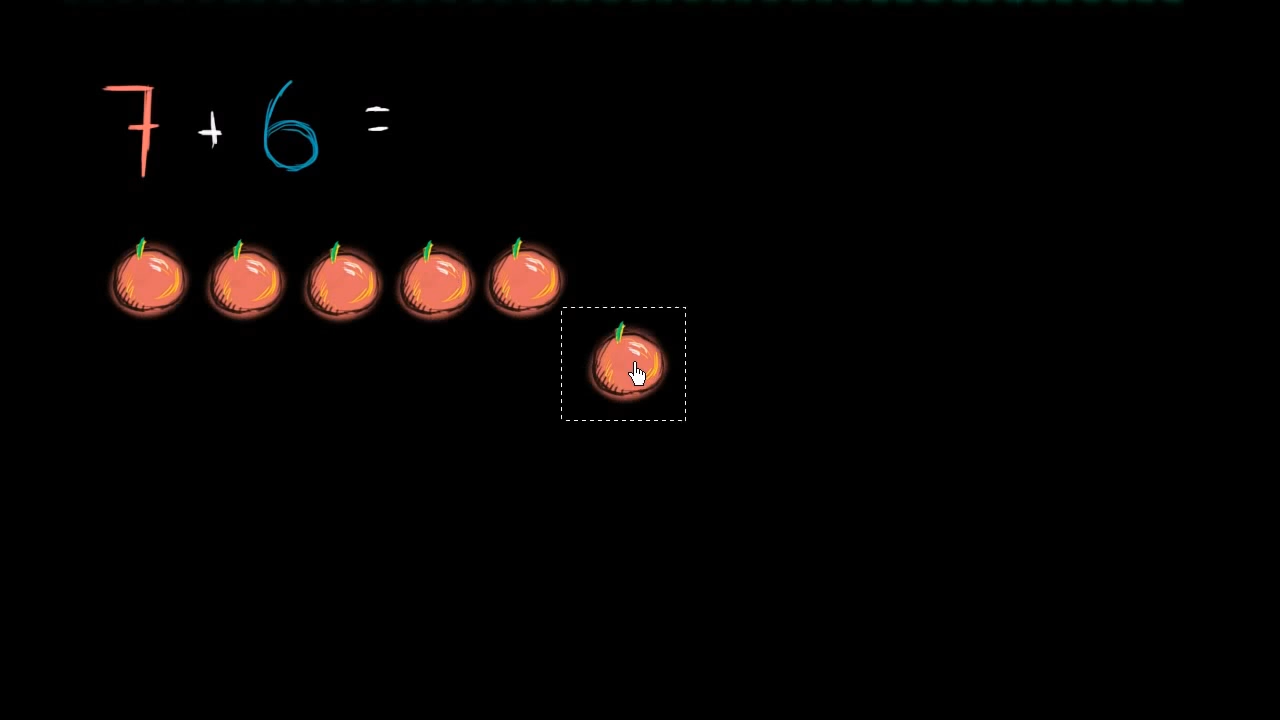 7 + 6 =